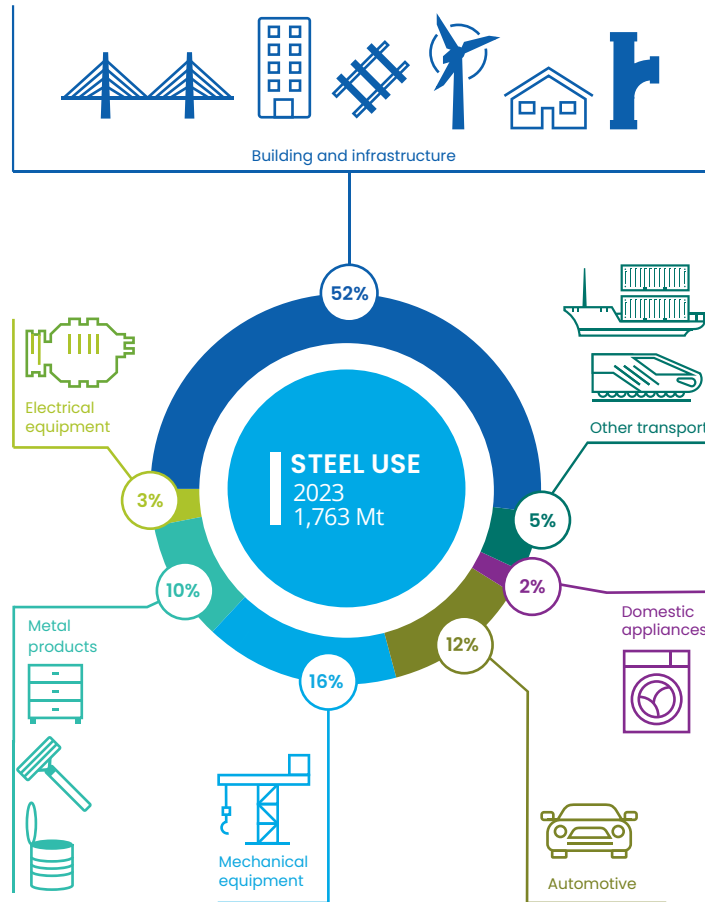 Building and infrastructure
52%
Electrical
equipment
Other transport
STEEL USE
2023
1,763 Mt
3%
5%
10%
2%
Metal
products
Domestic
appliances
12%
16%
Mechanical
equipment
Automotive